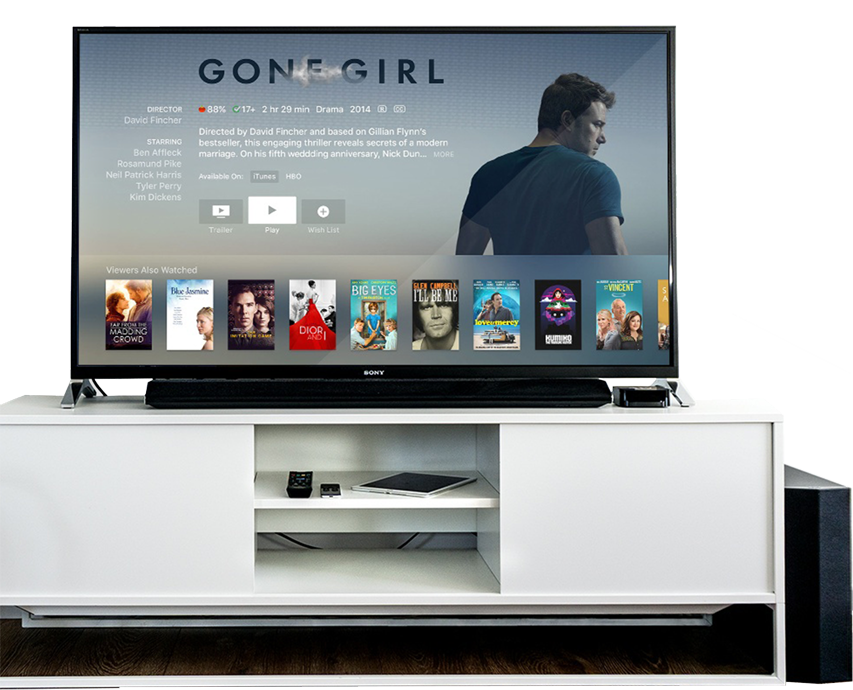 GONE GIRL
DIRECTOR
David Fincher
STARRING
Ben Affleck
Rosamund Pike
Neil Patrick Harris
Tyler Perry
Kim Dickens
88% 17+ 2 hr 29 min Drama 2014 CC
Directed by David Fincher and based on Gillian Flynn's
bestseller, this engaging thriller reveals secrets of a modern
marriage. On his fifth weddding anniversary, Nick Dun... MORE
Available On: iTunes HBO
Trailer Play Wish List
Viewers Also Watched
FAR FROM THE
MADDING
CROWD
Blue Jasmine
IMITATION GAME
DIOR
AND I
BIG EYES
GLEN CAMPBELL
I'LL BE ME
love&mercy
KUMIKO
ST. VINCENT
SONY